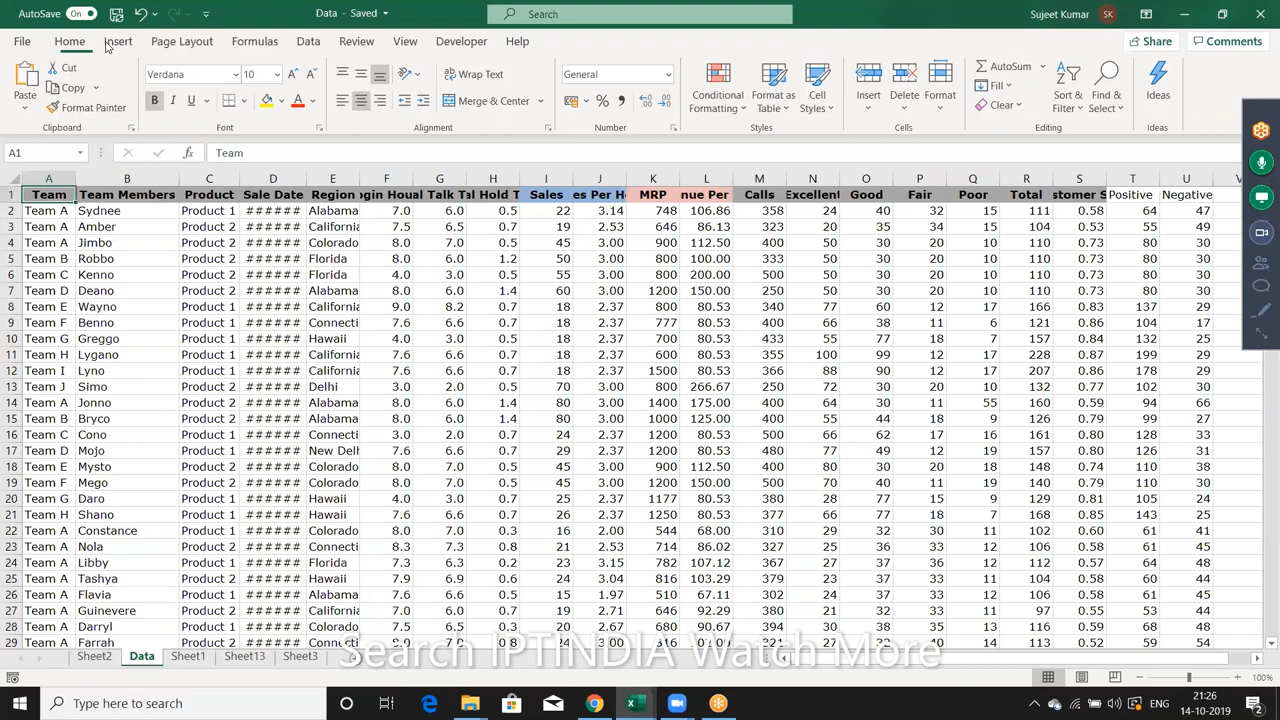 AutoSave On Data - Saved Search Sujeet Kumar SK
File Home Insert Page Layout Formulas Data Review View Developer Help Share Comments
Paste Cut Copy Format Painter Verdana 10 Wrap Text Merge & Center General Conditional Formatting Format as Table Cell Styles Insert Delete Format AutoSum Fill Clear Sort & Filter Find & Select Ideas
Clipboard Font Alignment Number Styles Cells Editing Ideas
A1 fx Team
A B C D E F G H I J K L M N O P Q R S T U V
1 Team Team Members Product Sale Date Region Talk T Sales MRP nue Per Calls Excellent Good Fair Poor Total Positive Negative
2 Team A Sydnee Product 1 ###### Alabama 7.0 6.0 0.5 22 3.14 748 106.86 358 24 40 32 15 111 0.58 64 47
3 Team A Amber Product 2 ###### California 7.5 6.5 0.7 19 2.53 646 86.13 323 20 35 34 15 104 0.53 55 49
4 Team A Jimbo Product 2 ###### Colorado 8.0 7.0 0.5 45 3.00 900 112.50 400 50 30 20 10 110 0.73 80 30
5 Team B Robbo Product 2 ###### Florida 8.0 6.0 1.2 50 3.00 800 100.00 333 50 30 20 10 110 0.73 80 30
6 Team C Kenno Product 2 ###### Florida 4.0 3.0 0.5 55 3.00 800 200.00 500 50 30 20 10 110 0.73 80 30
7 Team D Deano Product 2 ###### Alabama 8.0 6.0 1.4 60 3.00 1200 150.00 250 50 30 20 10 110 0.73 80 30
8 Team E Wayno Product 1 ###### California 9.0 8.2 0.7 18 2.37 800 80.53 340 77 60 12 17 166 0.83 137 29
9 Team F Benno Product 1 ###### Connecti 7.6 6.6 0.7 18 2.37 777 80.53 400 66 38 11 6 121 0.86 104 17
10 Team G Greggo Product 1 ###### Hawaii 7.6 6.6 0.7 18 2.37 700 80.53 433 55 77 18 7 157 0.84 132 25
11 Team H Lygano Product 1 ###### California 7.6 6.6 0.7 18 2.37 600 80.53 355 100 99 12 17 228 0.87 199 29
12 Team I Lyno Product 1 ###### California 7.6 6.6 0.7 18 2.37 1500 80.53 366 88 90 12 17 207 0.86 178 29
13 Team J Simo Product 2 ###### Delhi 3.0 2.0 0.5 70 3.00 800 266.67 250 72 30 20 10 132 0.77 102 30
14 Team A Jonno Product 2 ###### Alabama 8.0 6.0 1.4 80 3.00 1400 175.00 400 64 30 11 55 160 0.59 94 66
15 Team B Bryco Product 2 ###### Alabama 8.0 6.0 1.4 80 3.00 1000 125.00 400 55 44 18 9 126 0.79 99 27
16 Team C Cono Product 1 ###### Connecti 3.0 2.0 0.7 24 2.37 1200 80.53 500 66 62 17 16 161 0.80 128 33
17 Team D Mojo Product 1 ###### New Delh 7.6 6.6 0.7 29 2.37 1200 80.53 480 77 49 12 19 157 0.80 126 31
18 Team E Mysto Product 2 ###### Colorado 8.0 7.0 0.5 45 3.00 900 112.50 400 80 30 20 18 148 0.74 110 38
19 Team F Mego Product 2 ###### Colorado 8.0 7.0 0.5 45 3.00 1200 150.00 500 70 40 11 19 140 0.79 110 30
20 Team G Daro Product 1 ###### Hawaii 4.0 3.0 0.7 25 2.37 1177 80.53 380 28 77 15 9 129 0.81 105 24
21 Team H Shano Product 1 ###### Hawaii 7.6 6.6 0.7 26 2.37 1250 80.53 377 66 77 18 7 168 0.85 143 25
22 Team A Constance Product 1 ###### Colorado 8.0 7.0 0.3 16 2.00 544 68.00 310 29 32 30 11 102 0.60 61 41
23 Team A Nola Product 2 ###### Colorado 8.3 7.3 0.8 21 2.53 714 86.02 327 25 36 33 12 106 0.58 61 45
24 Team A Libby Product 2 ###### Florida 7.3 6.3 0.5 23 3.15 782 107.12 367 27 37 36 12 112 0.57 64 48
25 Team A Tashya Product 2 ###### Hawaii 7.9 6.9 0.6 24 3.04 816 103.29 379 23 37 33 11 104 0.58 60 44
26 Team A Flavia Product 1 ###### Alabama 7.6 6.6 0.5 15 1.97 510 67.11 302 24 37 33 12 106 0.58 61 45
27 Team A Guinevere Product 2 ###### California 7.0 6.0 0.5 19 2.71 646 92.29 380 21 32 33 11 97 0.55 53 44
28 Team A Darryl Product 1 ###### Florida 7.5 6.5 0.3 20 2.67 680 90.67 320 30 38 35 13 116 0.59 68 48
29 Team A Farrah Product 2 ###### Connecti 14 113 0.52 59 54
Search IPTINDIA Watch More
Sheet2 Data Sheet1 Sheet13 Sheet3
100%
Type here to search ENG 21:26
14-10-2019 2